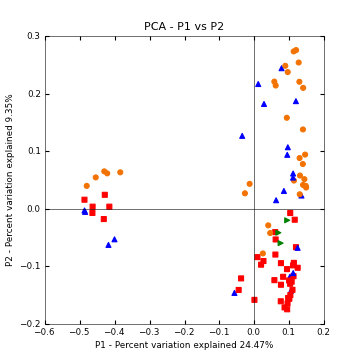 PCA - P1 vs P2
0.3
0.2
0.1
0.0
−0.1
−0.2
P2 - Percent variation explained 9.35%
−0.6 −0.5 −0.4 −0.3 −0.2 −0.1 0.0 0.1 0.2
P1 - Percent variation explained 24.47%